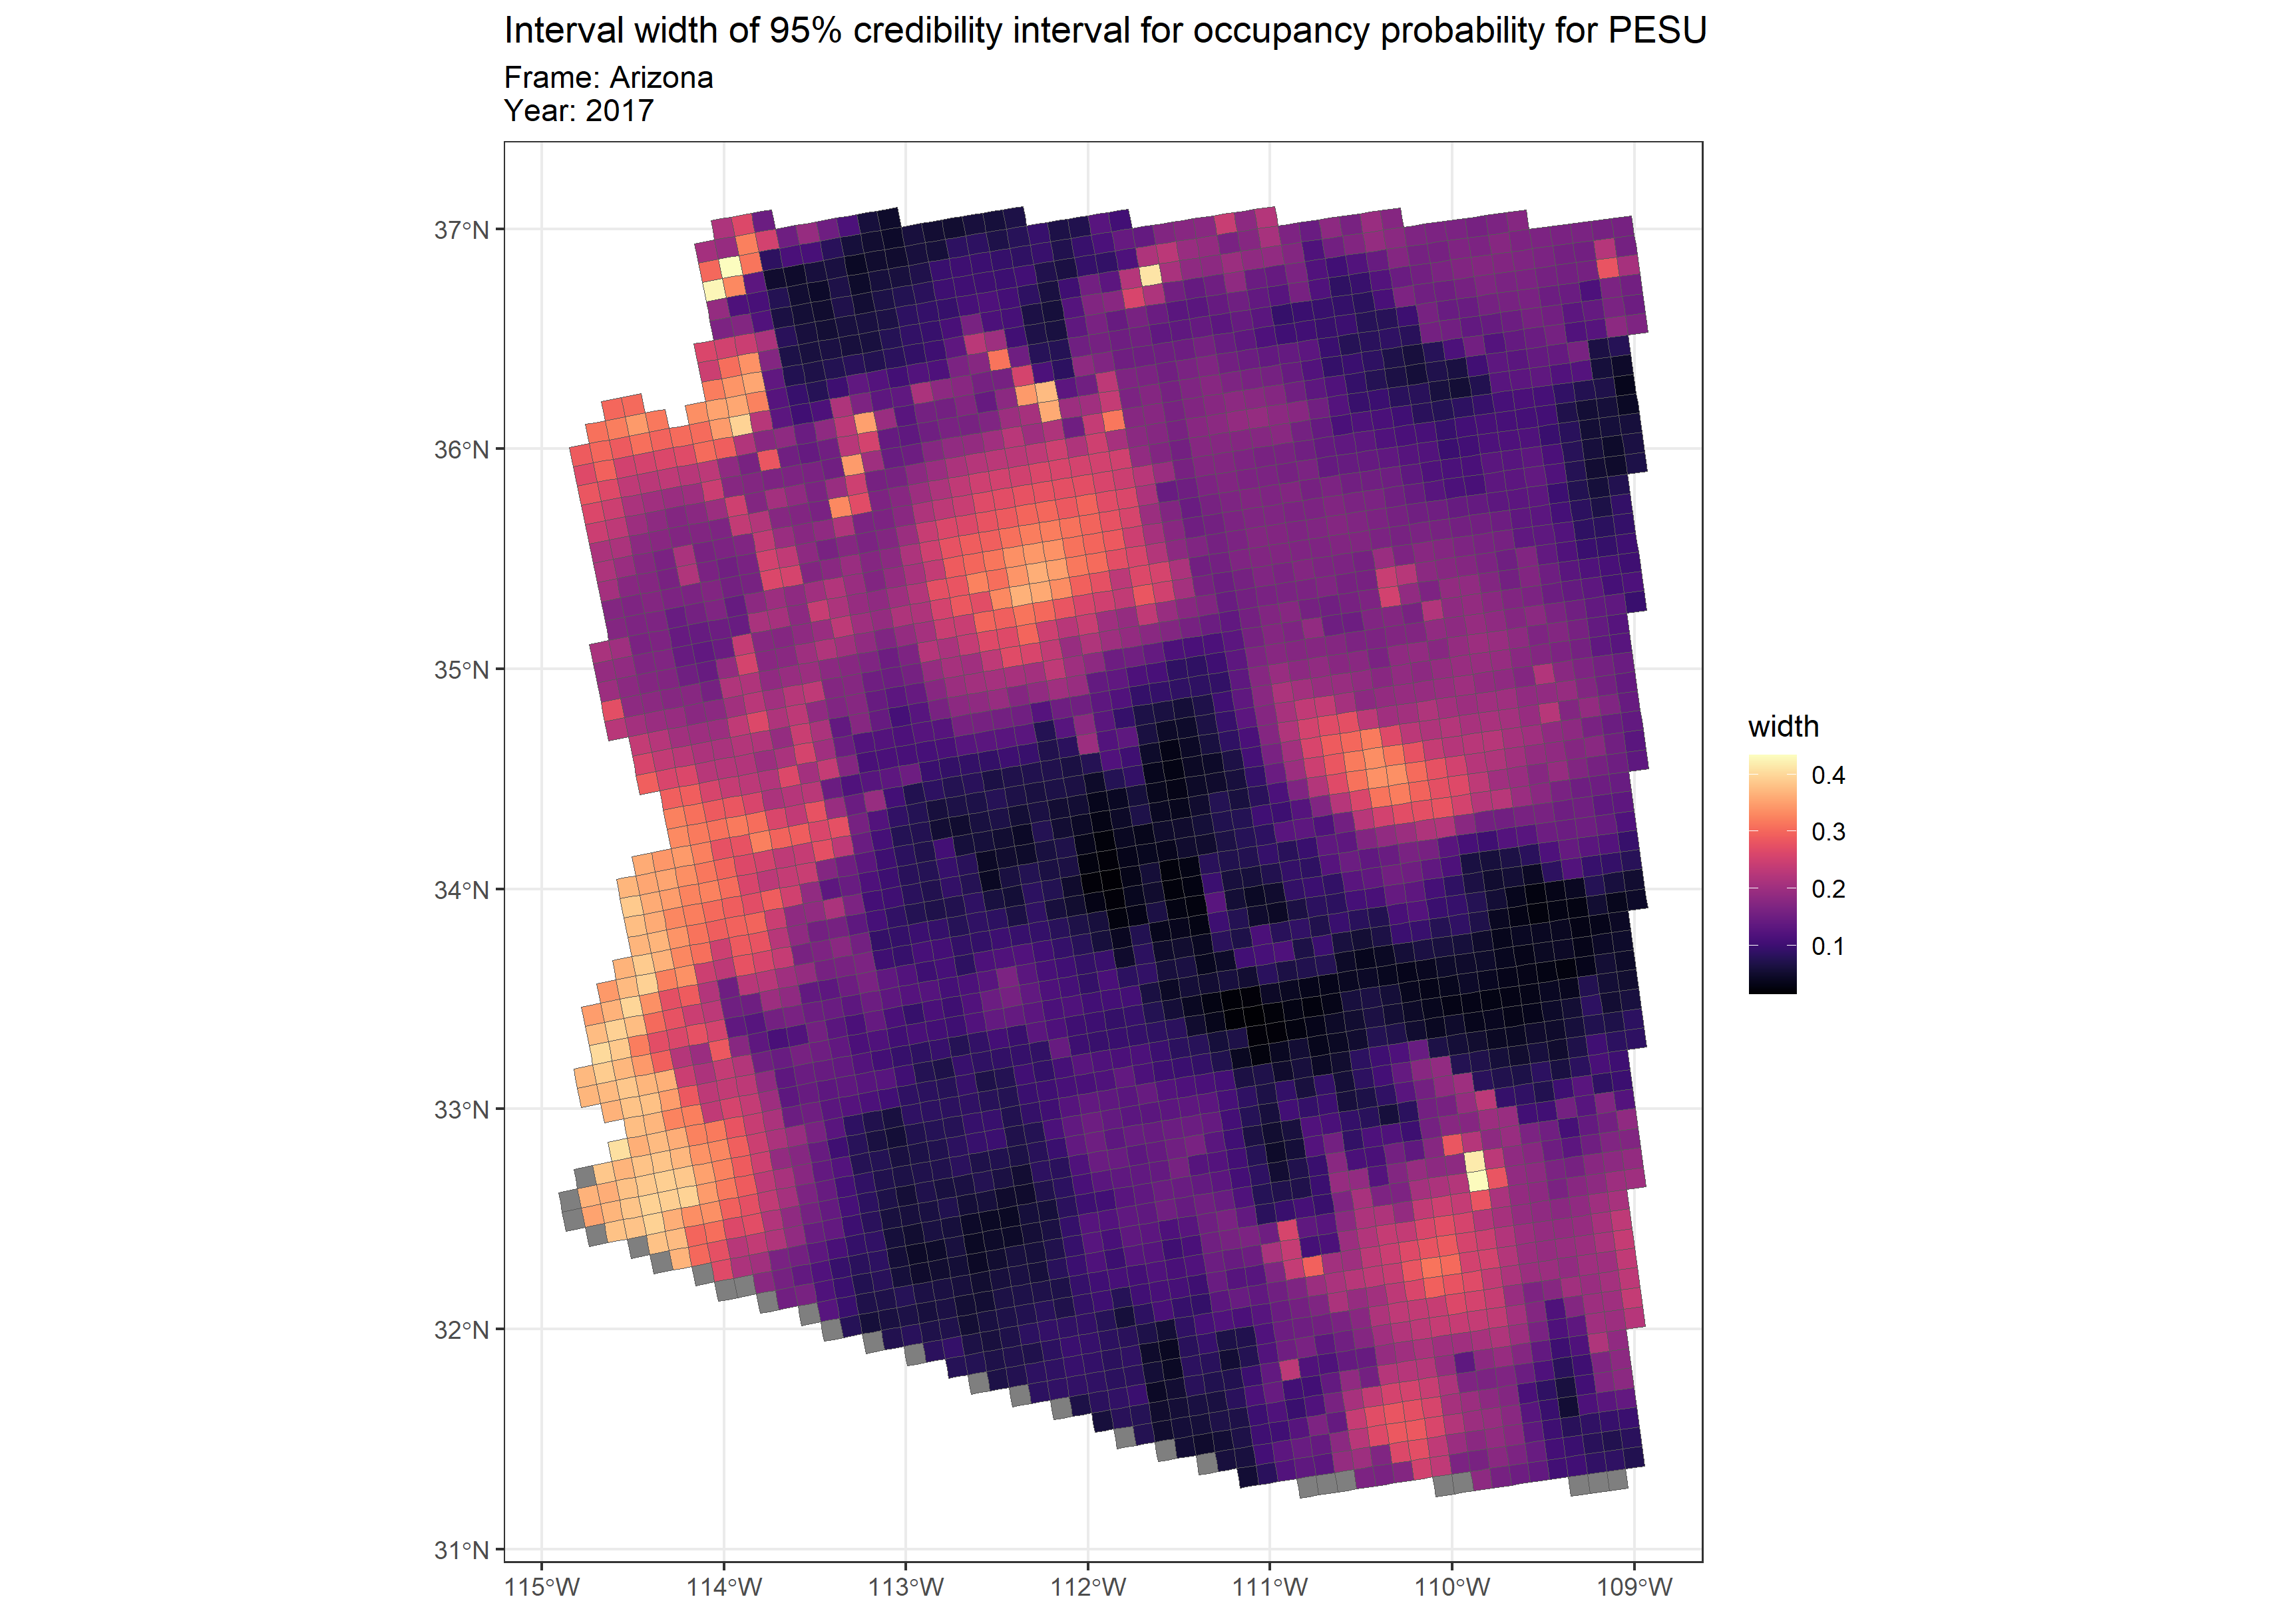 Interval width of 95% credibility interval for occupancy probability for PESU
Frame: Arizona
Year: 2017
37°N
36°N
35°N
34°N
33°N
32°N
31°N
115°W 114°W 113°W 112°W 111°W 110°W 109°W
width
0.4
0.3
0.2
0.1